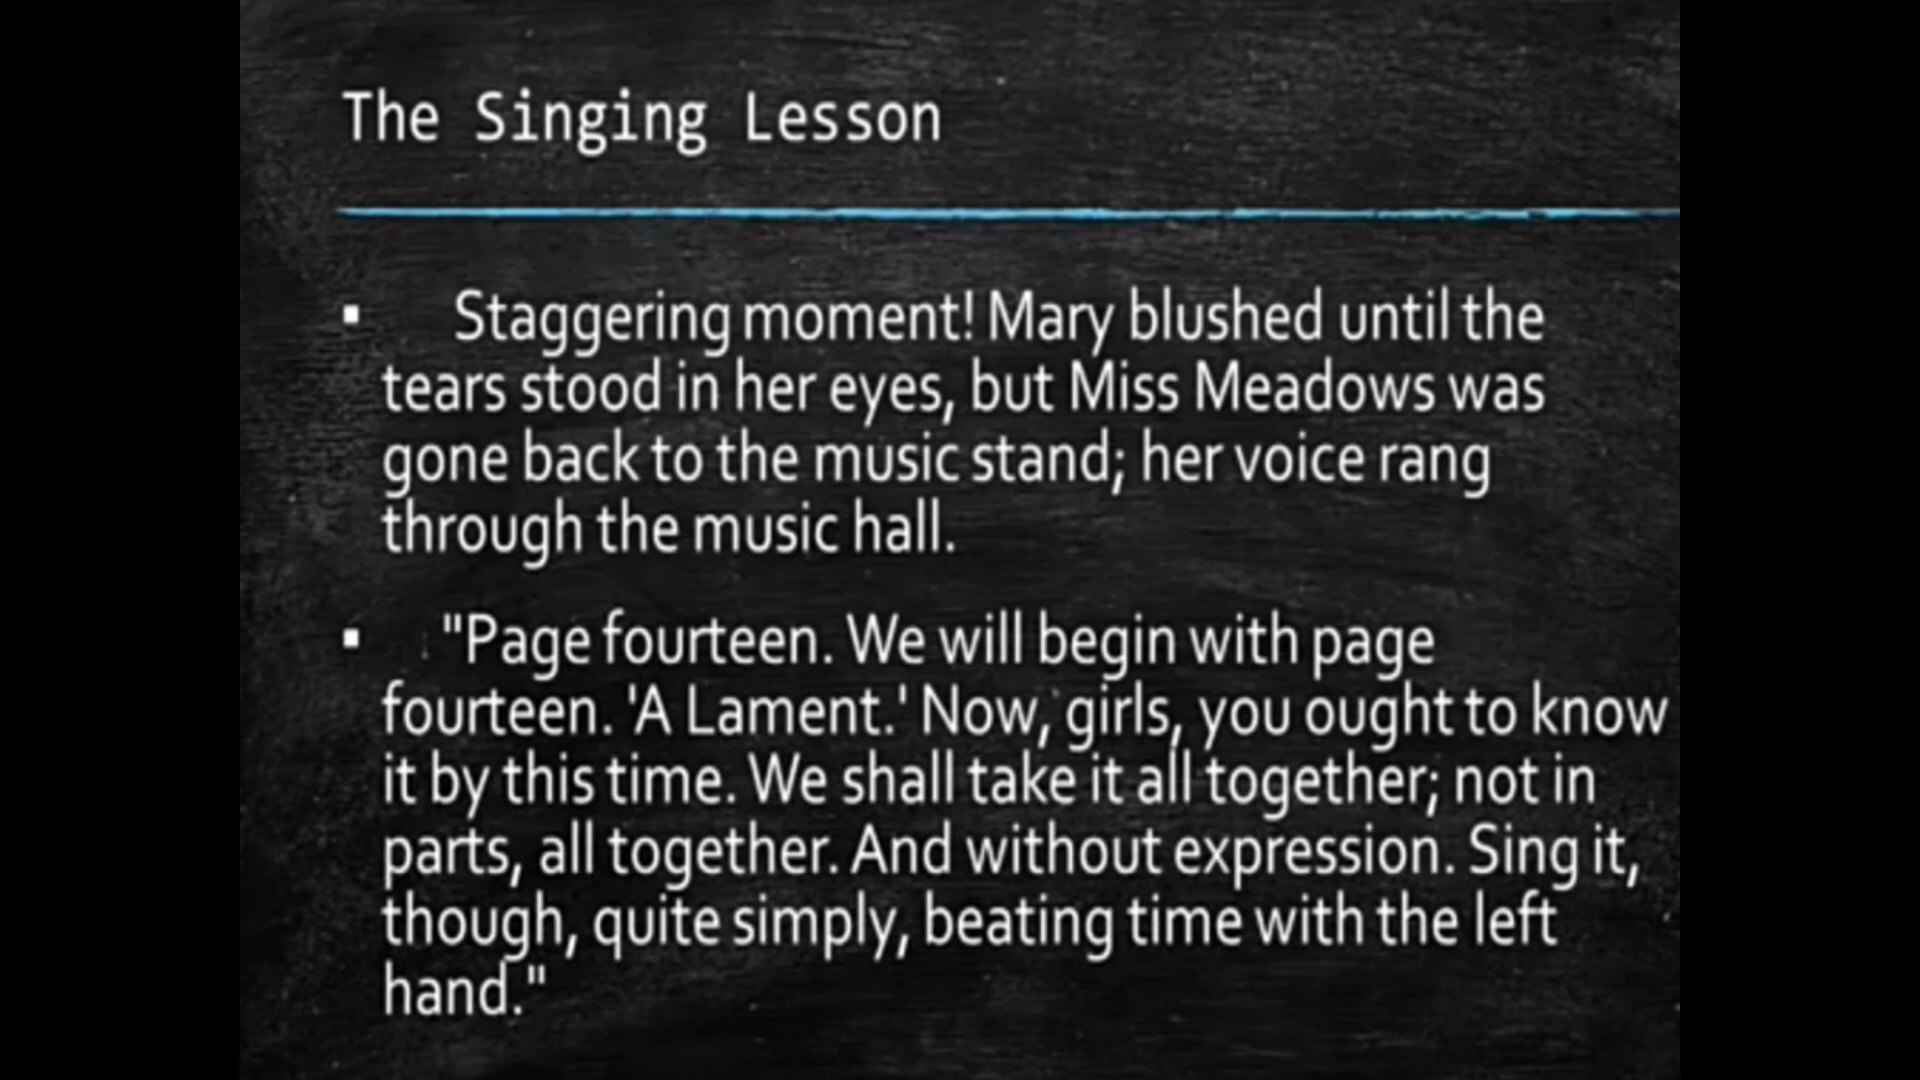 The Singing Lesson
▪ Staggering moment! Mary blushed until the
tears stood in her eyes, but Miss Meadows was
gone back to the music stand; her voice rang
through the music hall.
▪ "Page fourteen. We will begin with page
fourteen. 'A Lament.' Now, girls, you ought to know
it by this time. We shall take it all together; not in
parts, all together. And without expression. Sing it,
though, quite simply, beating time with the left
hand."